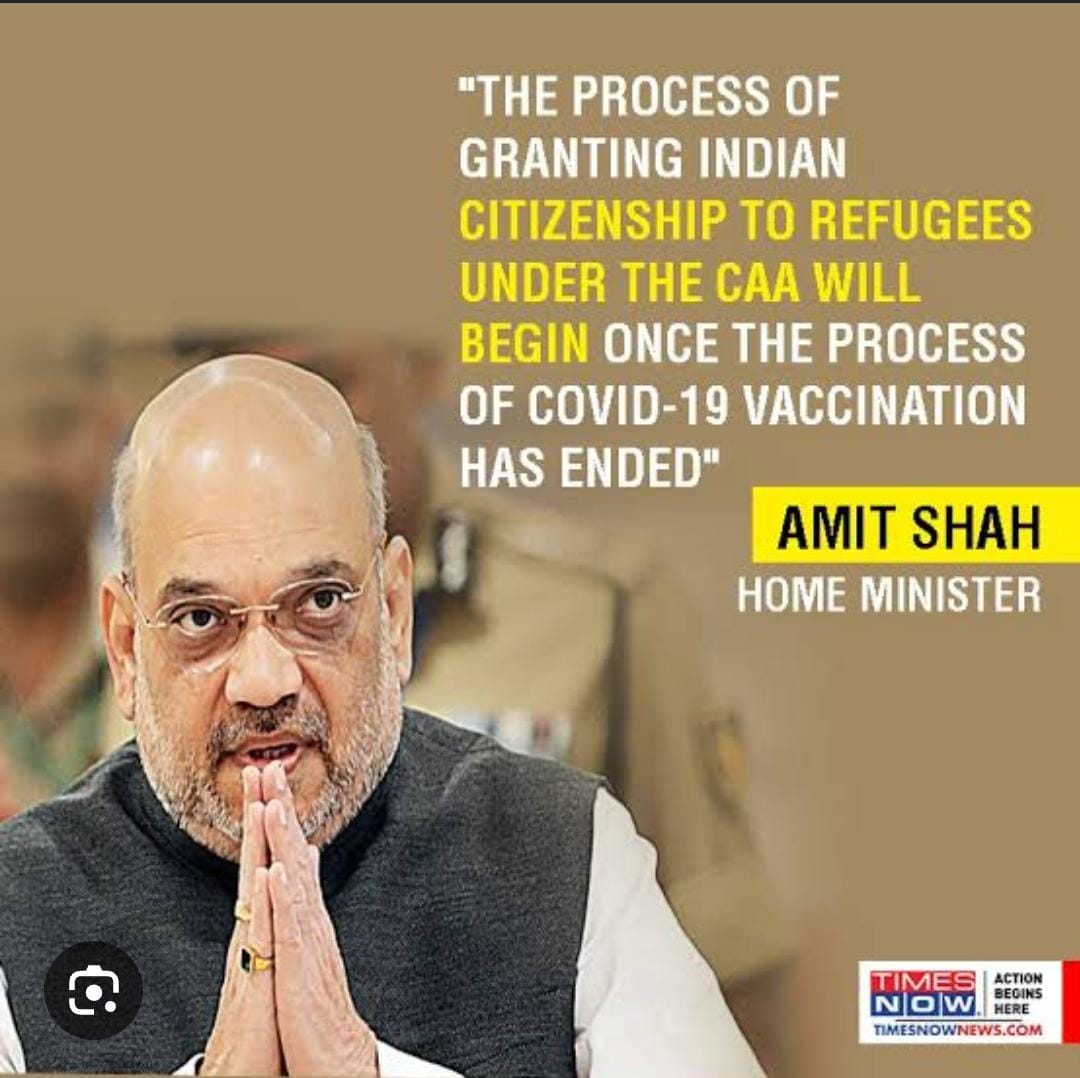 "THE PROCESS OF
GRANTING INDIAN
CITIZENSHIP TO REFUGEES
UNDER THE CAA WILL
BEGIN ONCE THE PROCESS
OF COVID-19 VACCINATION
HAS ENDED"
AMIT SHAH
HOME MINISTER
TIMES
NOW
ACTION
BEGINS
HERE
TIMESNOWNEWS.COM